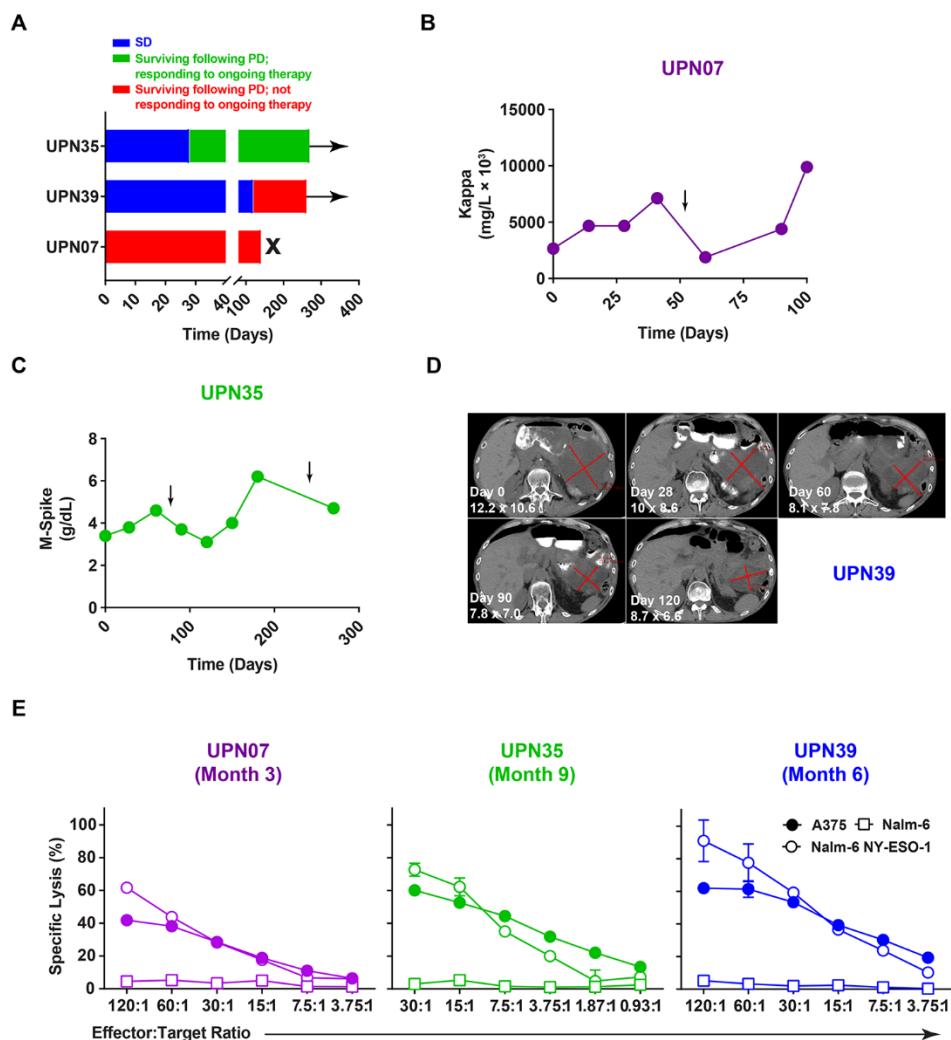 A
SD
Surviving following PD;
responding to ongoing therapy
Surviving following PD; not
responding to ongoing therapy
UPN35
UPN39
UPN07
X
0 10 20 30 40 100 200 300 400
Time (Days)
B
UPN07
15000
10000
5000
0
Kappa
(mg/L × 10³)
0 25 50 75 100
Time (Days)
C
UPN35
8
6
4
2
0
M-Spike
(g/dL)
0 100 200 300
Time (Days)
D
Day 0
12.2 x 10.6
Day 28
10 x 8.6
Day 60
8.1 x 7.8
Day 90
7.8 x 7.0
Day 120
8.7 x 6.6
UPN39
E
UPN07
(Month 3)
UPN35
(Month 9)
UPN39
(Month 6)
A375 Nalm-6
Nalm-6 NY-ESO-1
Specific Lysis (%)
100
80
60
40
20
0
120:1 60:1 30:1 15:1 7.5:1 3.75:1
30:1 15:1 7.5:1 3.75:1 1.87:1 0.93:1
120:1 60:1 30:1 15:1 7.5:1 3.75:1
Effector:Target Ratio